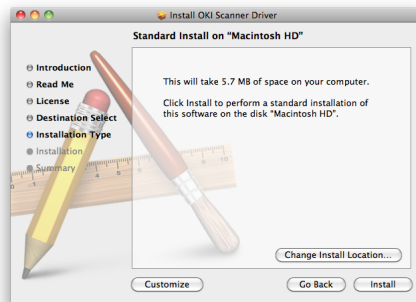 Install OKI Scanner Driver
Standard Install on "Macintosh HD"
Introduction
Read Me
License
Destination Select
Installation Type
Installation
Summary
This will take 5.7 MB of space on your computer.
Click Install to perform a standard installation of
this software on the disk "Macintosh HD".
Change Install Location...
Customize
Go Back
Install